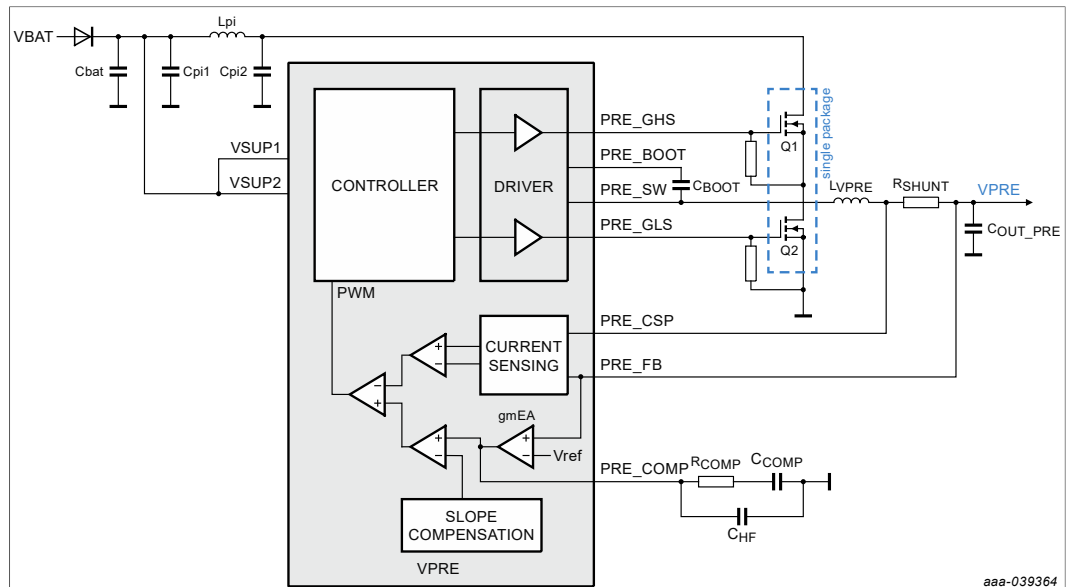 VBAT
Lpi
Cbat
Cpi1
Cpi2
VSUP1
VSUP2
CONTROLLER
DRIVER
PRE_GHS
PRE_BOOT
PRE_SW
PRE_GLS
CBOOT
Q1
Q2
single package
LVPRE
RSHUNT
VPRE
COUT_PRE
PWM
CURRENT
SENSING
PRE_CSP
PRE_FB
+
−
−
+
+
−
gmEA
+
−
Vref
PRE_COMP
RCOMP
CCOMP
CHF
SLOPE
COMPENSATION
VPRE
aaa-039364